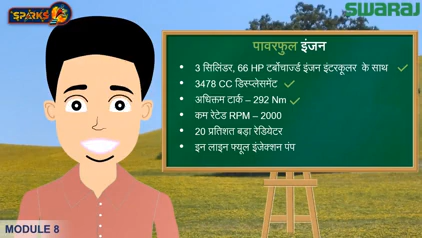 SPARKS
SWARAJ
पावरफुल इंजन
• 3 सिलिंडर, 66 HP टर्बोचार्ज्ड इंजन इंटरकूलर के साथ
• 3478 CC डिस्प्लेसमेंट
• अधिकतम टार्क – 292 Nm
• कम रेटेड RPM – 2000
• 20 प्रतिशत बड़ा रेडियेटर
• इन लाइन फ्यूल इंजेक्शन पंप
MODULE 8